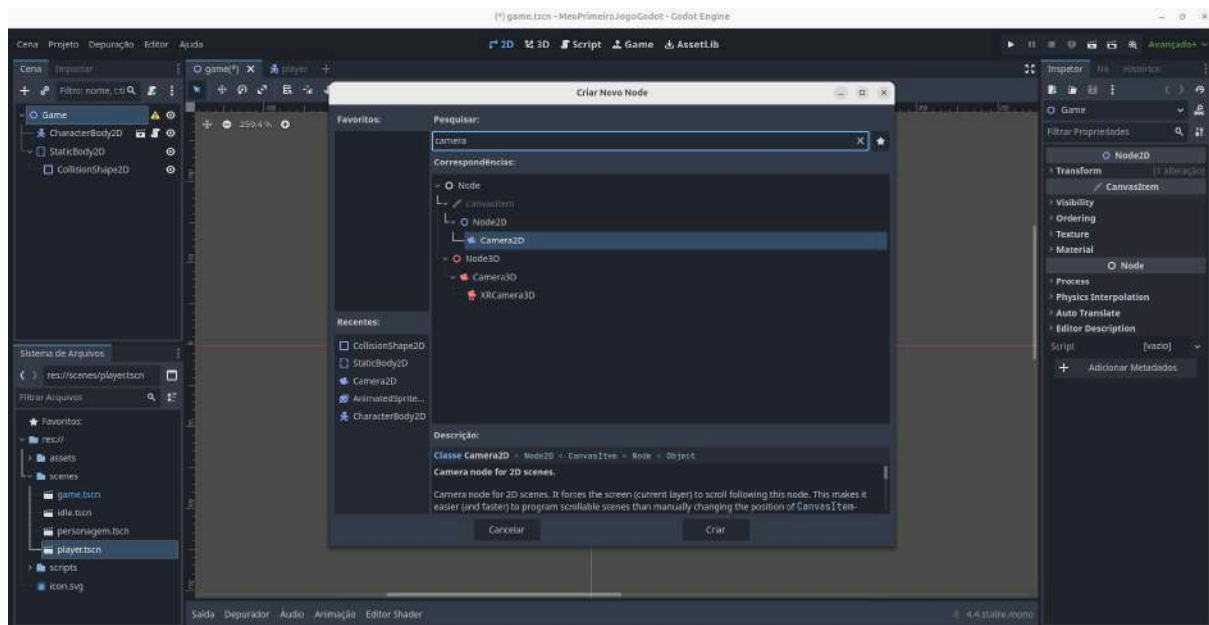 (*) game.tscn - MeuPrimeiroJogoGodot - Godot Engine
Cena Projeto Depuração Editor Ajuda
2D 3D Script Game AssetLib
Avançado+
Cena Importar
game(*) player
Inspetor Nó Histórico
Filtro: nome, t:ti
Game
CharacterBody2D
StaticBody2D
CollisionShape2D
250.4 %
Criar Novo Node
Favoritos:
Pesquisar:
camera
Correspondências:
Node
CanvasItem
Node2D
Camera2D
Node3D
Camera3D
XRCamera3D
Recentes:
CollisionShape2D
StaticBody2D
Camera2D
AnimatedSprite...
CharacterBody2D
Descrição:
Classe Camera2D < Node2D < CanvasItem < Node < Object
Camera node for 2D scenes.
Camera node for 2D scenes. It forces the screen (current layer) to scroll following this node. This makes it
easier (and faster) to program scrollable scenes than manually changing the position of CanvasItem-
Cancelar Criar
Game
Filtrar Propriedades
Node2D
Transform (1 alteração)
CanvasItem
Visibility
Ordering
Texture
Material
Node
Process
Physics Interpolation
Auto Translate
Editor Description
Script [vazio]
Adicionar Metadados
Sistema de Arquivos
res://scenes/player.tscn
Filtrar Arquivos
Favoritos:
res://
assets
scenes
game.tscn
idle.tscn
personagem.tscn
player.tscn
scripts
icon.svg
Saída Depurador Áudio Animação Editor Shader
4.4.stable.mono